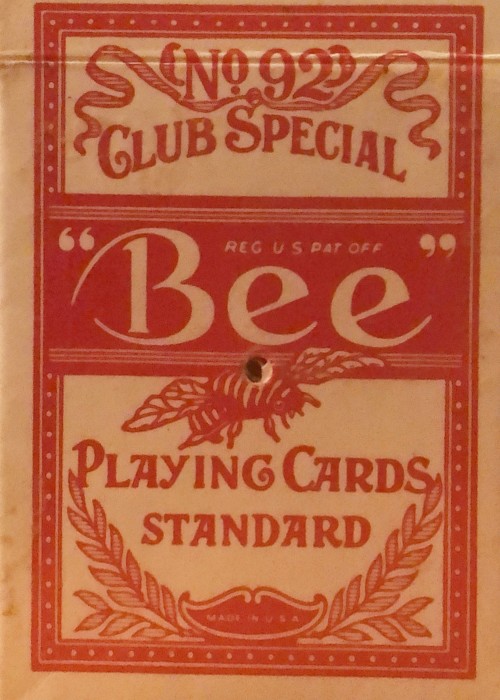 No 92
CLUB SPECIAL
REG U S PAT OFF
"Bee"
PLAYING CARDS
STANDARD
MADE IN U.S.A